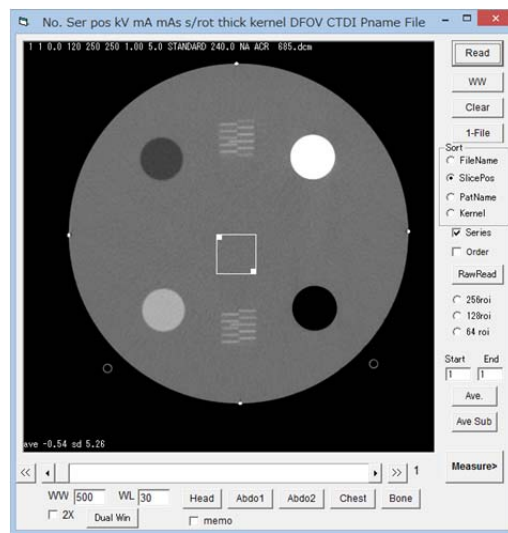 No. Ser pos kV mA mAs s/rot thick kernel DFOV CTDI Pname File
1 1 0.0 120 250 250 1.00 5.0 STANDARD 240.0 NA ACR 685.dcm
Read
WW
Clear
1-File
Sort
FileName
SlicePos
PatName
Kernel
Series
Order
RawRead
256roi
128roi
64 roi
Start End
1 1
Ave.
Ave Sub
ave -0.54 sd 5.26
<< >> 1
Measure>
WW 500 WL 30 Head Abdo1 Abdo2 Chest Bone
2X Dual Win memo